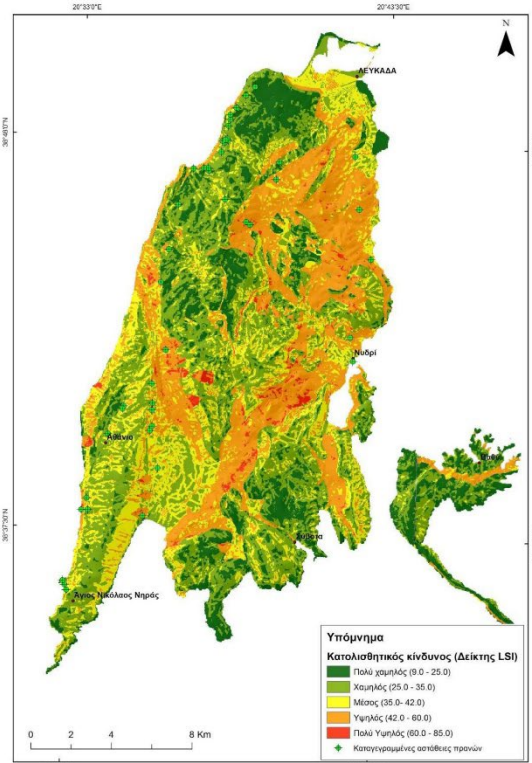 20°33'0"E
20°43'30"E
N
ΛΕΥΚΑΔΑ
38°48'0"N
Νυδρί
Αθάνιο
38°37'30"N
Σύβοτα
Άγιος Νικόλαος Νηράς
Υπόμνημα
Κατολισθητικός κίνδυνος (Δείκτης LSI)
Πολύ χαμηλός (9.0 - 25.0)
Χαμηλός (25.0 - 35.0)
Μέσος (35.0- 42.0)
Υψηλός (42.0 - 60.0)
Πολύ Υψηλός (60.0 - 85.0)
Καταγεγραμμένες αστάθειες πρανών
0 2 4 8 Km